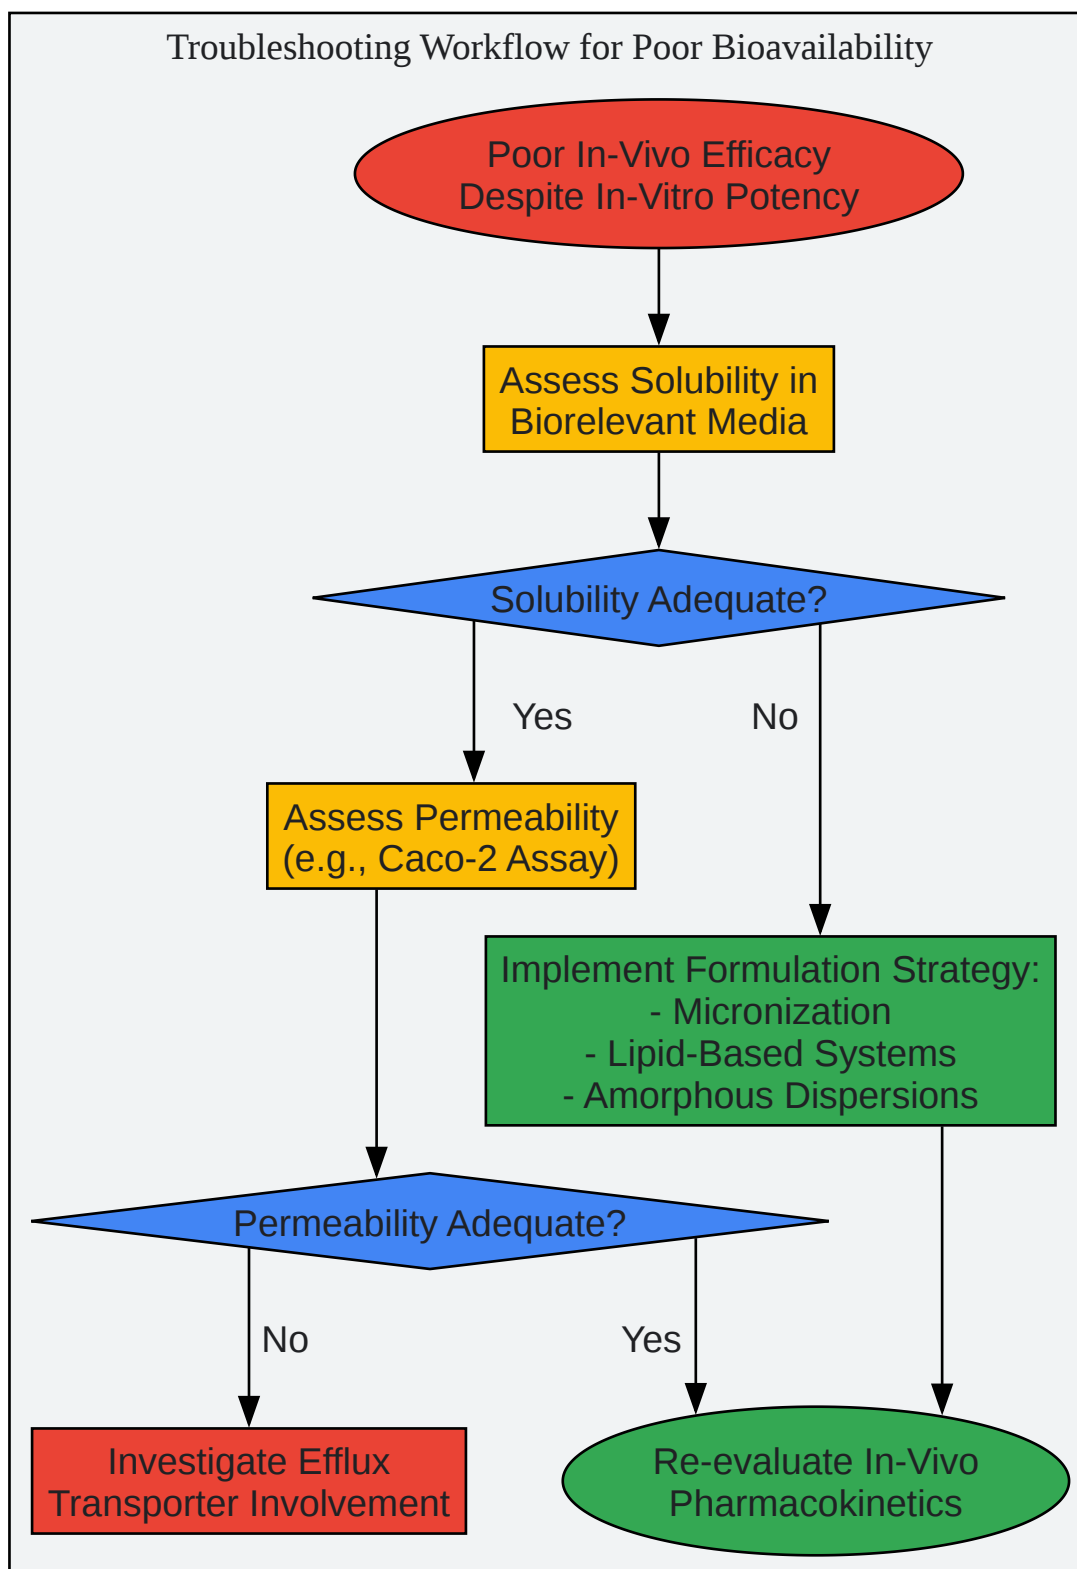 Troubleshooting Workflow for Poor Bioavailability
Poor In-Vivo Efficacy
Despite In-Vitro Potency
Assess Solubility in
Biorelevant Media
Solubility Adequate?
Yes
No
Assess Permeability
(e.g., Caco-2 Assay)
Implement Formulation Strategy:
- Micronization
- Lipid-Based Systems
- Amorphous Dispersions
Permeability Adequate?
No
Yes
Investigate Efflux
Transporter Involvement
Re-evaluate In-Vivo
Pharmacokinetics